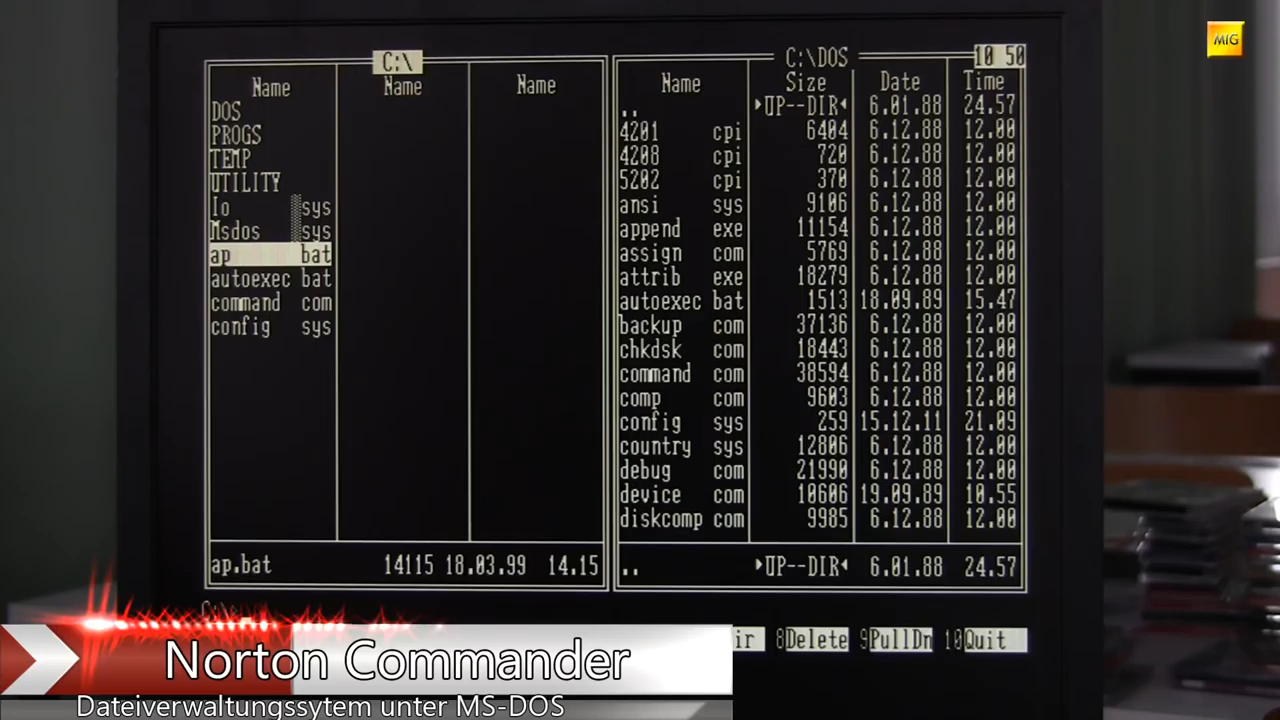 MIG
C:\
Name Name Name
DOS
PROGS
TEMP
UTILITY
Io sys
Msdos sys
ap bat
autoexec bat
command com
config sys
ap.bat 14115 18.03.99 14.15
C:\DOS 10 50
Name Size Date Time
.. ►UP--DIR◄ 6.01.88 24.57
4201 cpi 6404 6.12.88 12.00
4208 cpi 720 6.12.88 12.00
5202 cpi 370 6.12.88 12.00
ansi sys 9106 6.12.88 12.00
append exe 11154 6.12.88 12.00
assign com 5769 6.12.88 12.00
attrib exe 18279 6.12.88 12.00
autoexec bat 1513 18.09.89 15.47
backup com 37136 6.12.88 12.00
chkdsk com 18443 6.12.88 12.00
command com 38594 6.12.88 12.00
comp com 9603 6.12.88 12.00
config sys 259 15.12.11 21.09
country sys 12806 6.12.88 12.00
debug com 21990 6.12.88 12.00
device com 10606 19.09.89 10.55
diskcomp com 9985 6.12.88 12.00
.. ►UP--DIR◄ 6.01.88 24.57
8Delete 9PullDn 10Quit
Norton Commander
Dateiverwaltungssytem unter MS-DOS